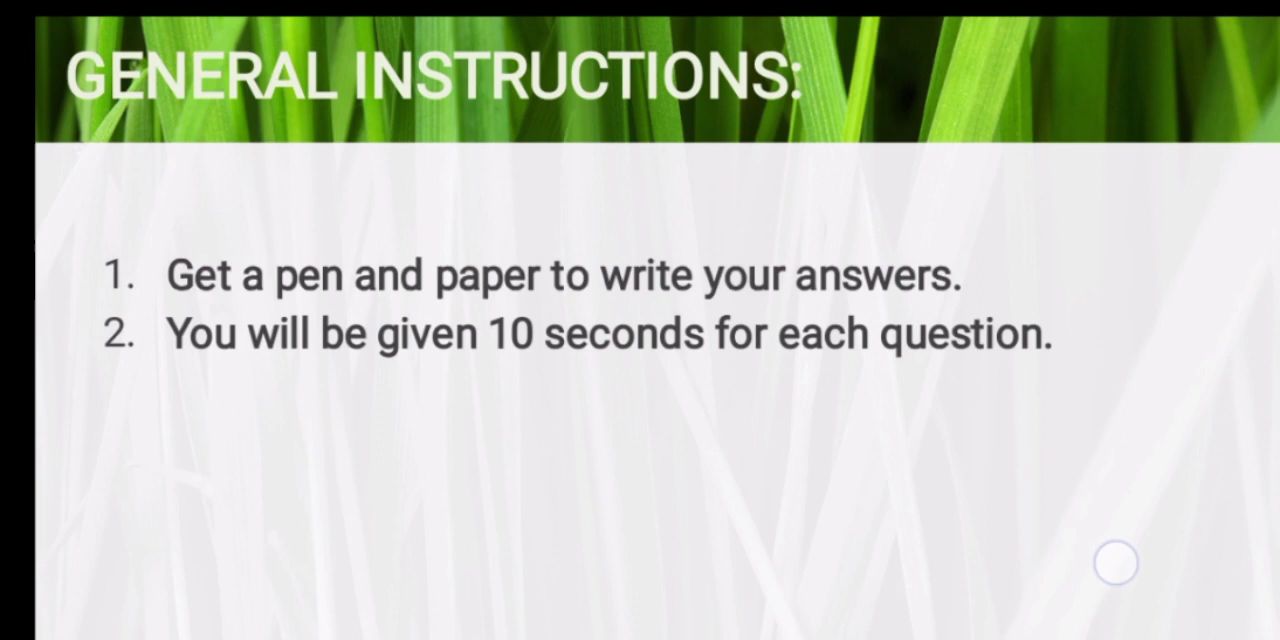 GENERAL INSTRUCTIONS:
1. Get a pen and paper to write your answers.
2. You will be given 10 seconds for each question.